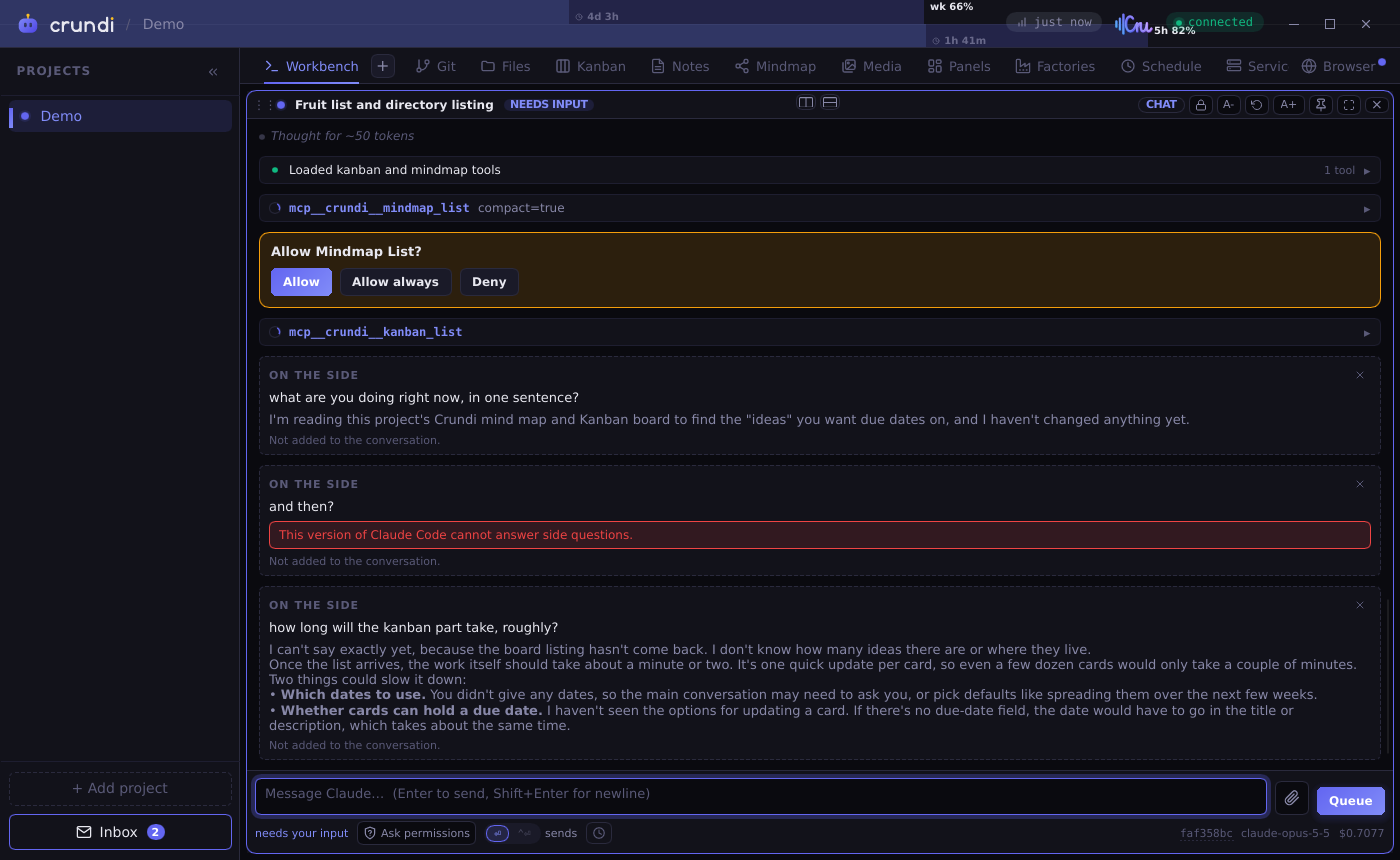 crundi / Demo
4d 3h
wk 66%
just now
Cru
connected
1h 41m
5h 82%
PROJECTS
«
Demo
+ Add project
Inbox 2
Workbench
+
Git
Files
Kanban
Notes
Mindmap
Media
Panels
Factories
Schedule
Servic
Browser
Fruit list and directory listing NEEDS INPUT
CHAT A- A+
Thought for ~50 tokens
Loaded kanban and mindmap tools 1 tool
mcp__crundi__mindmap_list compact=true
Allow Mindmap List?
Allow Allow always Deny
mcp__crundi__kanban_list
ON THE SIDE
what are you doing right now, in one sentence?
I'm reading this project's Crundi mind map and Kanban board to find the "ideas" you want due dates on, and I haven't changed anything yet.
Not added to the conversation.
ON THE SIDE
and then?
This version of Claude Code cannot answer side questions.
Not added to the conversation.
ON THE SIDE
how long will the kanban part take, roughly?
I can't say exactly yet, because the board listing hasn't come back. I don't know how many ideas there are or where they live.
Once the list arrives, the work itself should take about a minute or two. It's one quick update per card, so even a few dozen cards would only take a couple of minutes.
Two things could slow it down:
• Which dates to use. You didn't give any dates, so the main conversation may need to ask you, or pick defaults like spreading them over the next few weeks.
• Whether cards can hold a due date. I haven't seen the options for updating a card. If there's no due-date field, the date would have to go in the title or
description, which takes about the same time.
Not added to the conversation.
Message Claude... (Enter to send, Shift+Enter for newline)
Queue
needs your input Ask permissions sends
faf358bc claude-opus-5-5 $0.7077